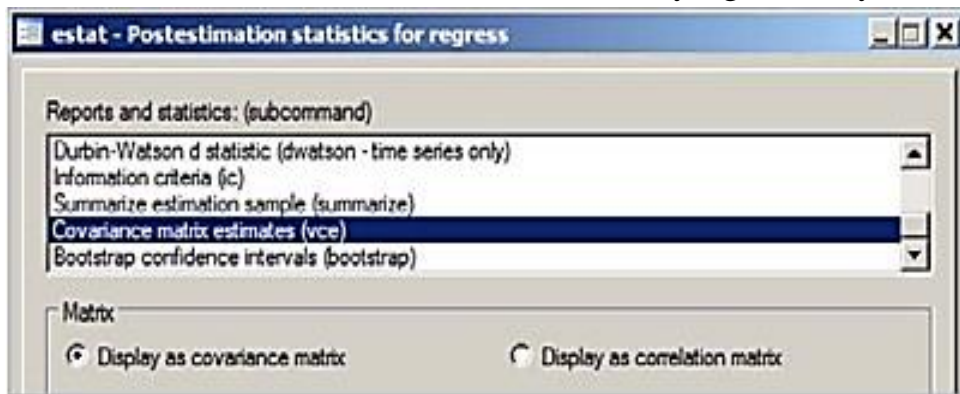 estat - Postestimation statistics for regress
Reports and statistics: (subcommand)
Durbin-Watson d statistic (dwatson - time series only)
Information criteria (ic)
Summarize estimation sample (summarize)
Covariance matrix estimates (vce)
Bootstrap confidence intervals (bootstrap)
Matrix
Display as covariance matrix Display as correlation matrix